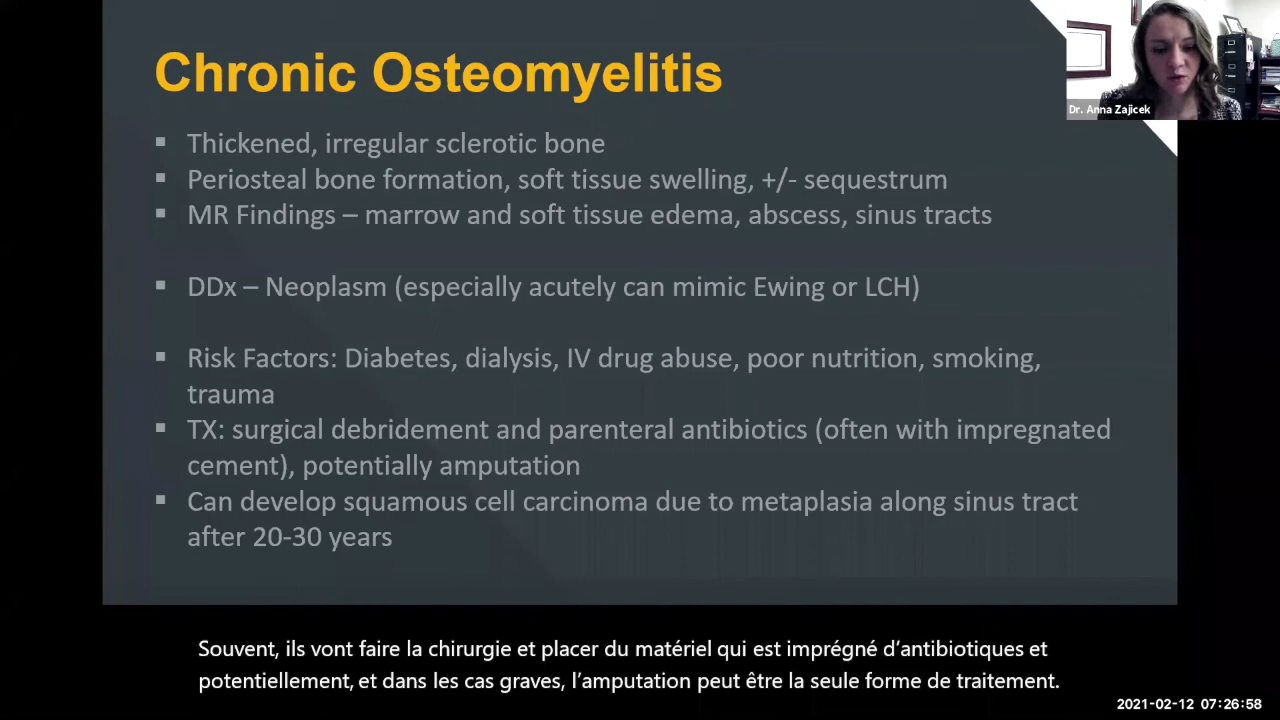 Chronic Osteomyelitis
Dr. Anna Zajicek
▪ Thickened, irregular sclerotic bone
▪ Periosteal bone formation, soft tissue swelling, +/- sequestrum
▪ MR Findings – marrow and soft tissue edema, abscess, sinus tracts
▪ DDx – Neoplasm (especially acutely can mimic Ewing or LCH)
▪ Risk Factors: Diabetes, dialysis, IV drug abuse, poor nutrition, smoking,
trauma
▪ TX: surgical debridement and parenteral antibiotics (often with impregnated
cement), potentially amputation
▪ Can develop squamous cell carcinoma due to metaplasia along sinus tract
after 20-30 years
Souvent, ils vont faire la chirurgie et placer du matériel qui est imprégné d’antibiotiques et
potentiellement, et dans les cas graves, l’amputation peut être la seule forme de traitement.
2021-02-12 07:26:58